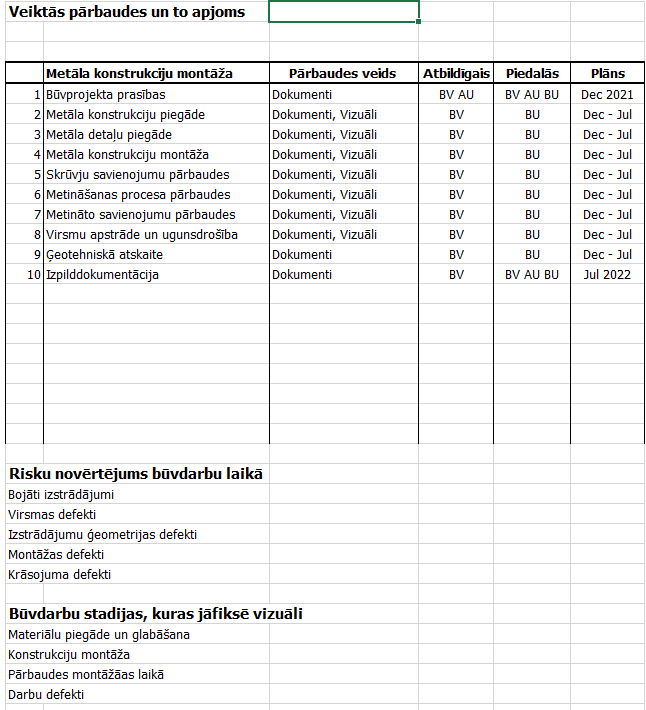 Veiktās pārbaudes un to apjoms
Metāla konstrukciju montāža Pārbaudes veids Atbildīgais Piedalās Plāns
1 Būvprojekta prasības Dokumenti BV AU BV AU BU Dec 2021
2 Metāla konstrukciju piegāde Dokumenti, Vizuāli BV BU Dec - Jul
3 Metāla detaļu piegāde Dokumenti, Vizuāli BV BU Dec - Jul
4 Metāla konstrukciju montāža Dokumenti, Vizuāli BV BU Dec - Jul
5 Skrūvju savienojumu pārbaudes Dokumenti, Vizuāli BV BU Dec - Jul
6 Metināšanas procesa pārbaudes Dokumenti, Vizuāli BV BU Dec - Jul
7 Metināto savienojumu pārbaudes Dokumenti, Vizuāli BV BU Dec - Jul
8 Virsmu apstrāde un ugunsdrošība Dokumenti, Vizuāli BV BU Dec - Jul
9 Ģeotehniskā atskaite Dokumenti BV BU Dec - Jul
10 Izpilddokumentācija Dokumenti BV BV AU BU Jul 2022
Risku novērtējums būvdarbu laikā
Bojāti izstrādājumi
Virsmas defekti
Izstrādājumu ģeometrijas defekti
Montāžas defekti
Krāsojuma defekti
Būvdarbu stadijas, kuras jāfiksē vizuāli
Materiālu piegāde un glabāšana
Konstrukciju montāža
Pārbaudes montāžāas laikā
Darbu defekti